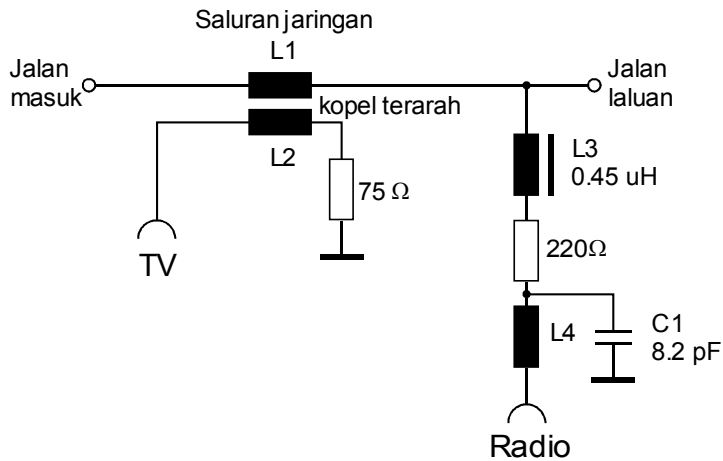 Saluran jaringan
L1
Jalan
masuk
Jalan
laluan
kopel terarah
L2
L3
0.45 uH
75 Ω
TV
220Ω
L4
C1
8.2 pF
Radio